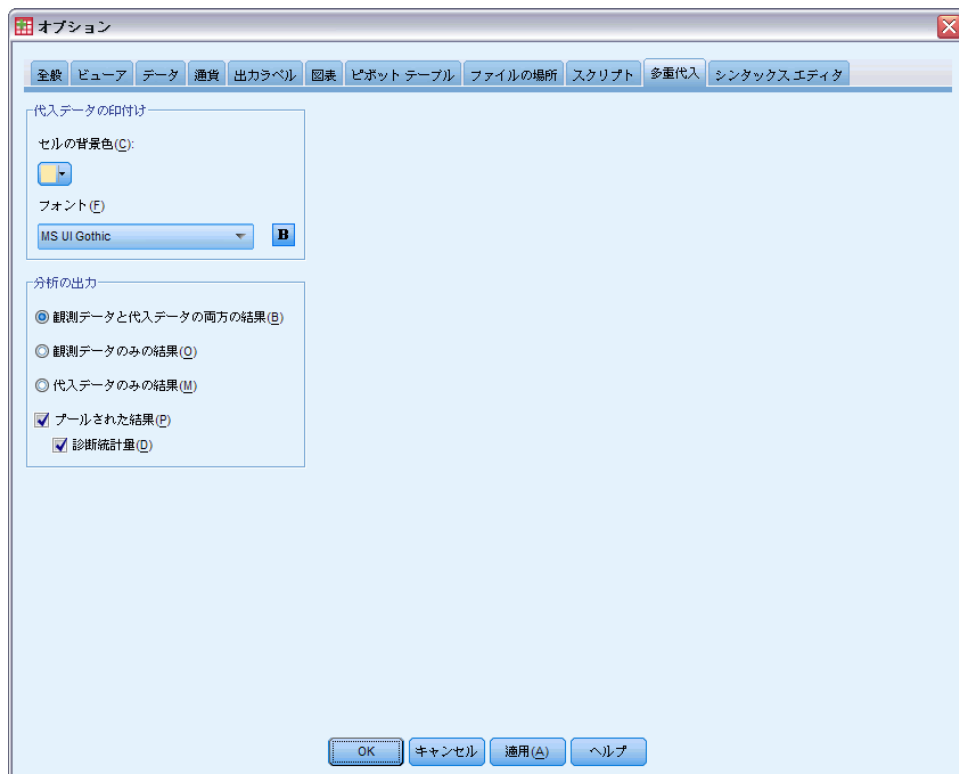 オプション
全般 ビューア データ 通貨 出力ラベル 図表 ピボット テーブル ファイルの場所 スクリプト 多重代入 シンタックス エディタ
代入データの印付け
セルの背景色(C):
フォント(F)
MS UI Gothic B
分析の出力
観測データと代入データの両方の結果(B)
観測データのみの結果(O)
代入データのみの結果(M)
プールされた結果(P)
診断統計量(D)
OK キャンセル 適用(A) ヘルプ